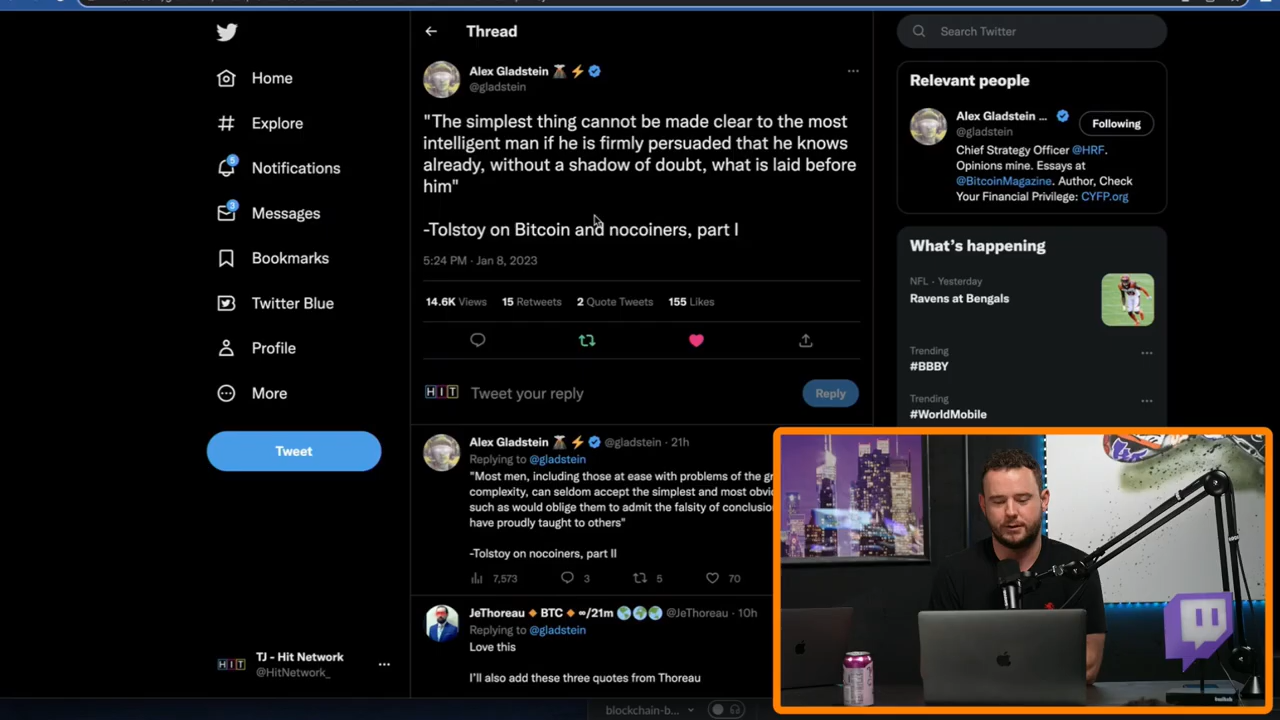 Thread
Search Twitter
Home
Explore
5
Notifications
3
Messages
Bookmarks
Twitter Blue
Profile
More
Tweet
TJ - Hit Network
@HitNetwork_
Alex Gladstein
@gladstein
"The simplest thing cannot be made clear to the most
intelligent man if he is firmly persuaded that he knows
already, without a shadow of doubt, what is laid before
him"
-Tolstoy on Bitcoin and nocoiners, part I
5:24 PM · Jan 8, 2023
14.6K Views 15 Retweets 2 Quote Tweets 155 Likes
HIT Tweet your reply Reply
Alex Gladstein @gladstein · 21h
Replying to @gladstein
"Most men, including those at ease with problems of the
complexity, can seldom accept the simplest and most
such as would oblige them to admit the falsity of
have proudly taught to others"
-Tolstoy on nocoiners, part II
7,573 3 5 70
JeThoreau BTC ∞/21m @JeThoreau · 10h
Replying to @gladstein
Love this
I'll also add these three quotes from Thoreau
Relevant people
Alex Gladstein ...
@gladstein
Following
Chief Strategy Officer @HRF.
Opinions mine. Essays at
@BitcoinMagazine. Author, Check
Your Financial Privilege: CYFP.org
What's happening
NFL · Yesterday
Ravens at Bengals
Trending
#BBBY
Trending
#WorldMobile
HIT
blockchain-b...
twitch